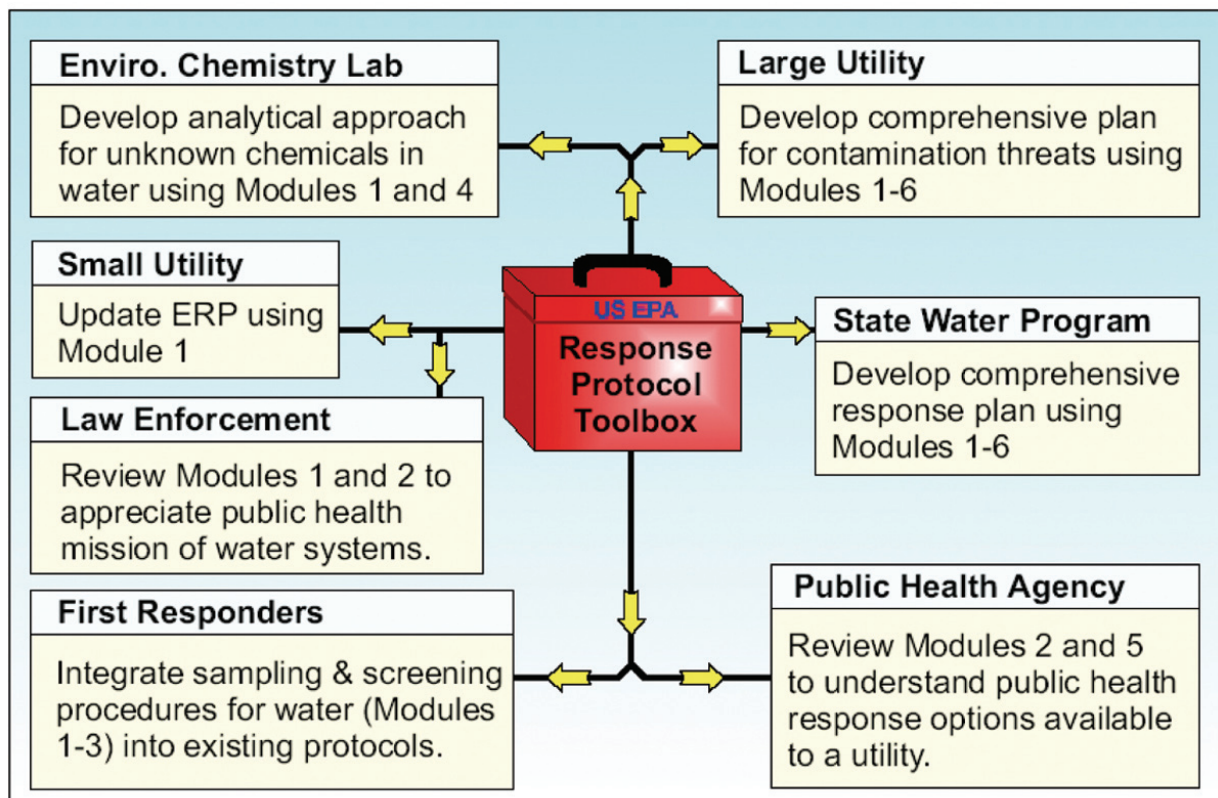 Enviro. Chemistry Lab
Develop analytical approach
for unknown chemicals in
water using Modules 1 and 4
Large Utility
Develop comprehensive plan
for contamination threats using
Modules 1-6
Small Utility
Update ERP using
Module 1
US EPA
Response
Protocol
Toolbox
State Water Program
Develop comprehensive
response plan using
Modules 1-6
Law Enforcement
Review Modules 1 and 2 to
appreciate public health
mission of water systems.
First Responders
Integrate sampling & screening
procedures for water (Modules
1-3) into existing protocols.
Public Health Agency
Review Modules 2 and 5
to understand public health
response options available
to a utility.